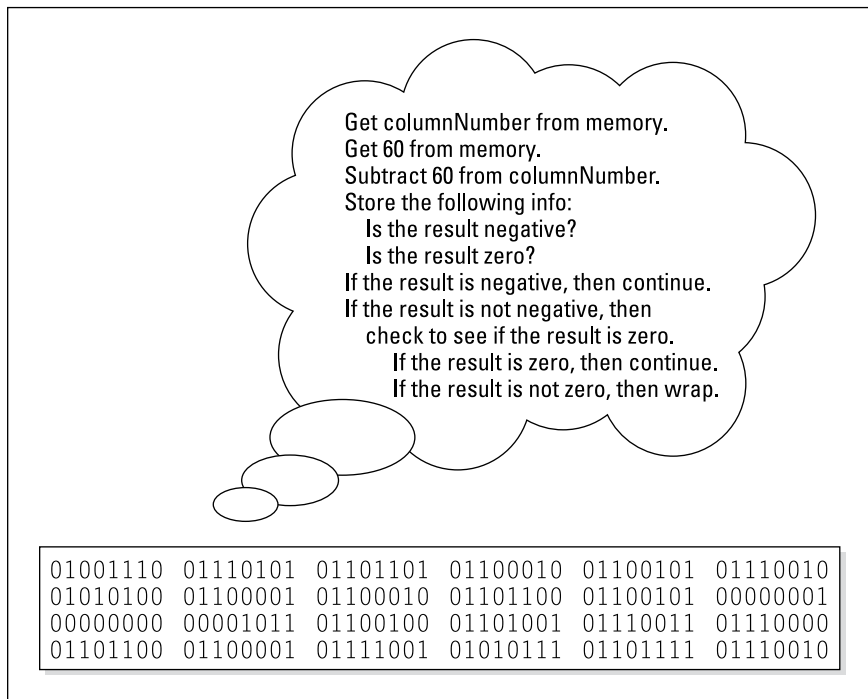 Get columnNumber from memory.
Get 60 from memory.
Subtract 60 from columnNumber.
Store the following info:
Is the result negative?
Is the result zero?
If the result is negative, then continue.
If the result is not negative, then
check to see if the result is zero.
If the result is zero, then continue.
If the result is not zero, then wrap.
01001110 01110101 01101101 01100010 01100101 01110010
01010100 01100001 01100010 01101100 01100101 00000001
00000000 00001011 01100100 01101001 01110011 01110000
01101100 01100001 01111001 01010111 01101111 01110010